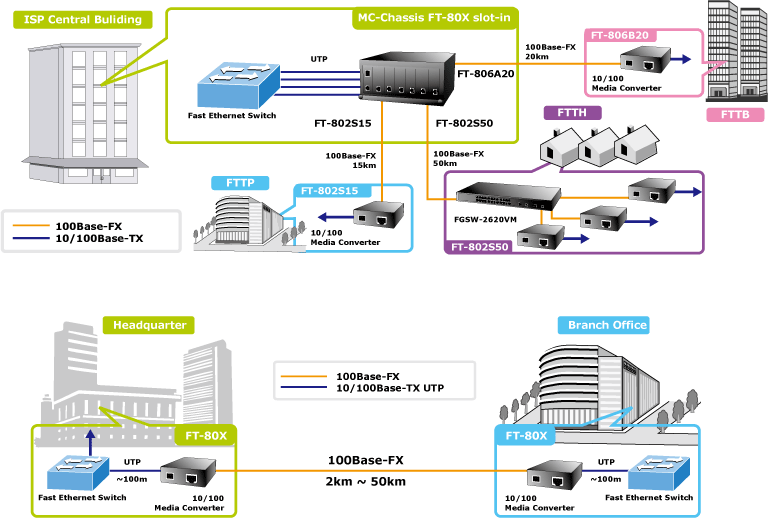 ISP Central Buliding
MC-Chassis FT-80X slot-in
UTP
Fast Ethernet Switch
FT-806A20
FT-802S15
FT-802S50
100Base-FX
20km
FT-806B20
10/100
Media Converter
FTTB
FTTH
100Base-FX
15km
100Base-FX
50km
FTTP
FT-802S15
10/100
Media Converter
FGSW-2620VM
FT-802S50
100Base-FX
10/100Base-TX
Headquarter
Branch Office
100Base-FX
10/100Base-TX UTP
FT-80X
UTP
~100m
Fast Ethernet Switch
10/100
Media Converter
100Base-FX
2km ~ 50km
FT-80X
10/100
Media Converter
UTP
~100m
Fast Ethernet Switch